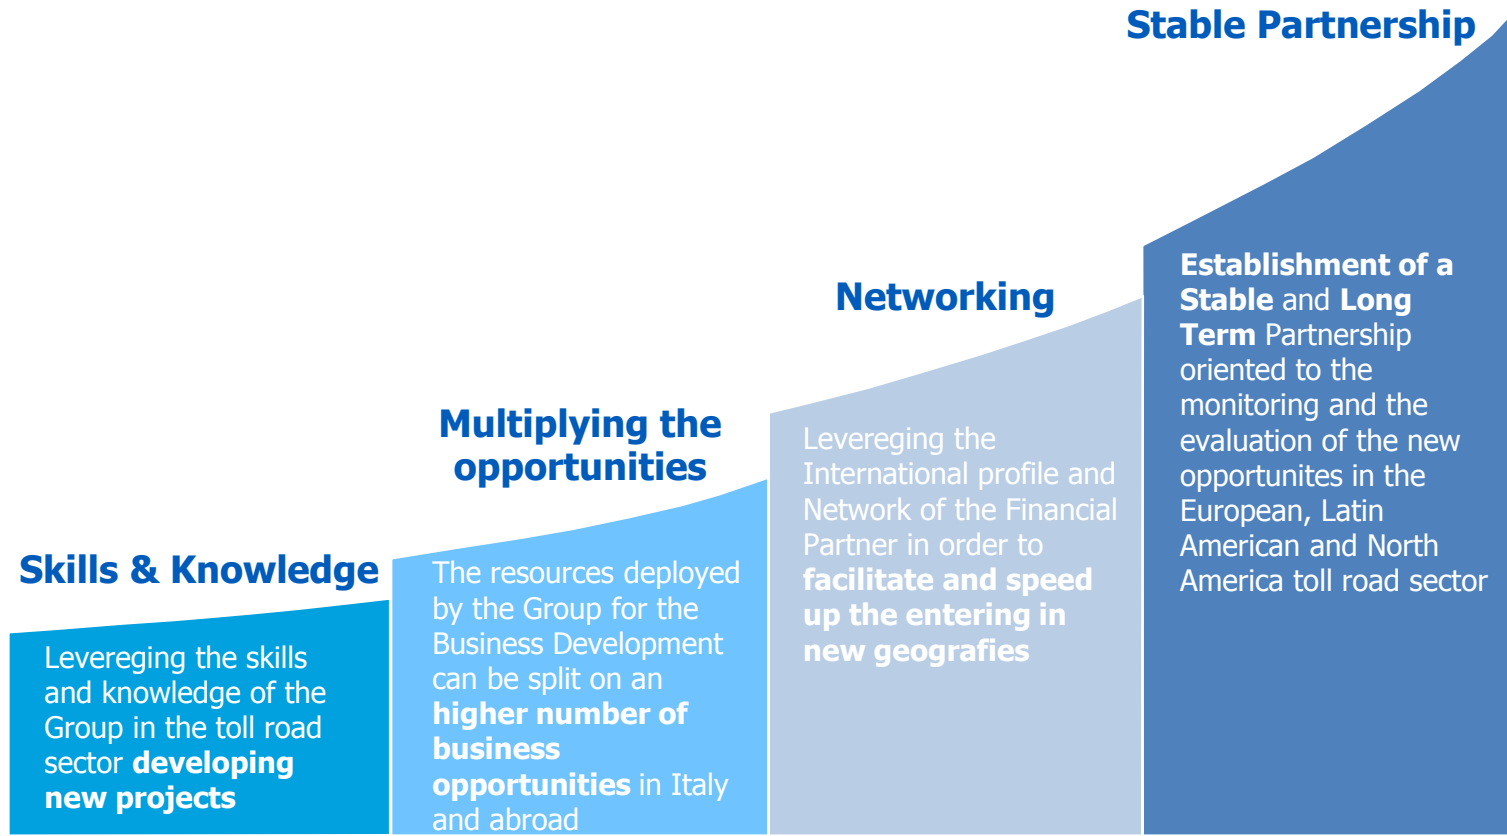 Skills & Knowledge
Levereging the skills
and knowledge of the
Group in the toll road
sector developing
new projects
Multiplying the
opportunities
The resources deployed
by the Group for the
Business Development
can be split on an
higher number of
business
opportunities in Italy
and abroad
Networking
Levereging the
International profile and
Network of the Financial
Partner in order to
facilitate and speed
up the entering in
new geografies
Stable Partnership
Establishment of a
Stable and Long
Term Partnership
oriented to the
monitoring and the
evaluation of the new
opportunites in the
European, Latin
American and North
America toll road sector